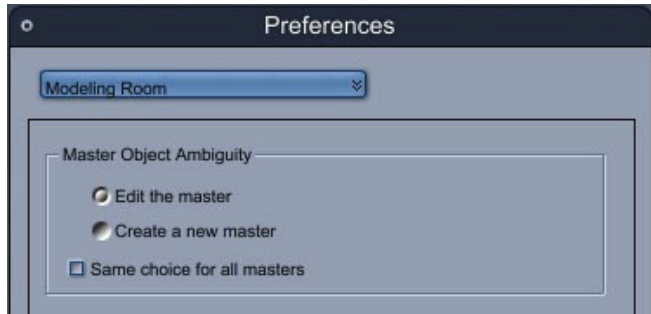 Preferences
Modeling Room
Master Object Ambiguity
Edit the master
Create a new master
Same choice for all masters